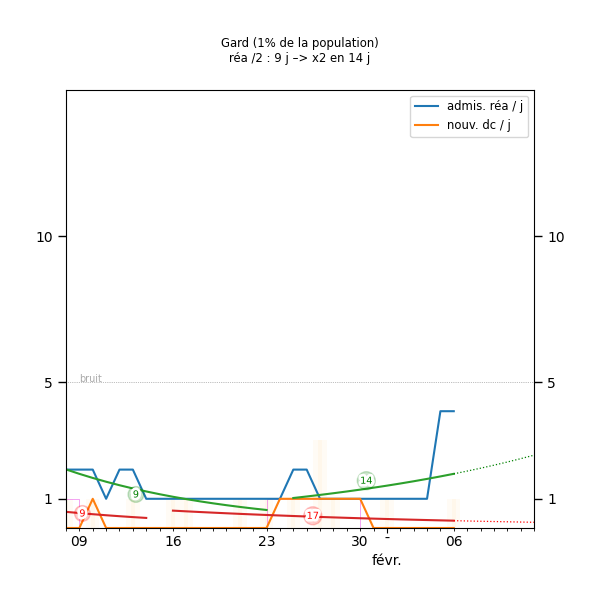 Gard (1% de la population)
réa /2 : 9 j –> x2 en 14 j
admis. réa / j
nouv. dc / j
10
10
bruit
5
5
14
9
1
1
9
17
09
16
23
30
-
06
févr.